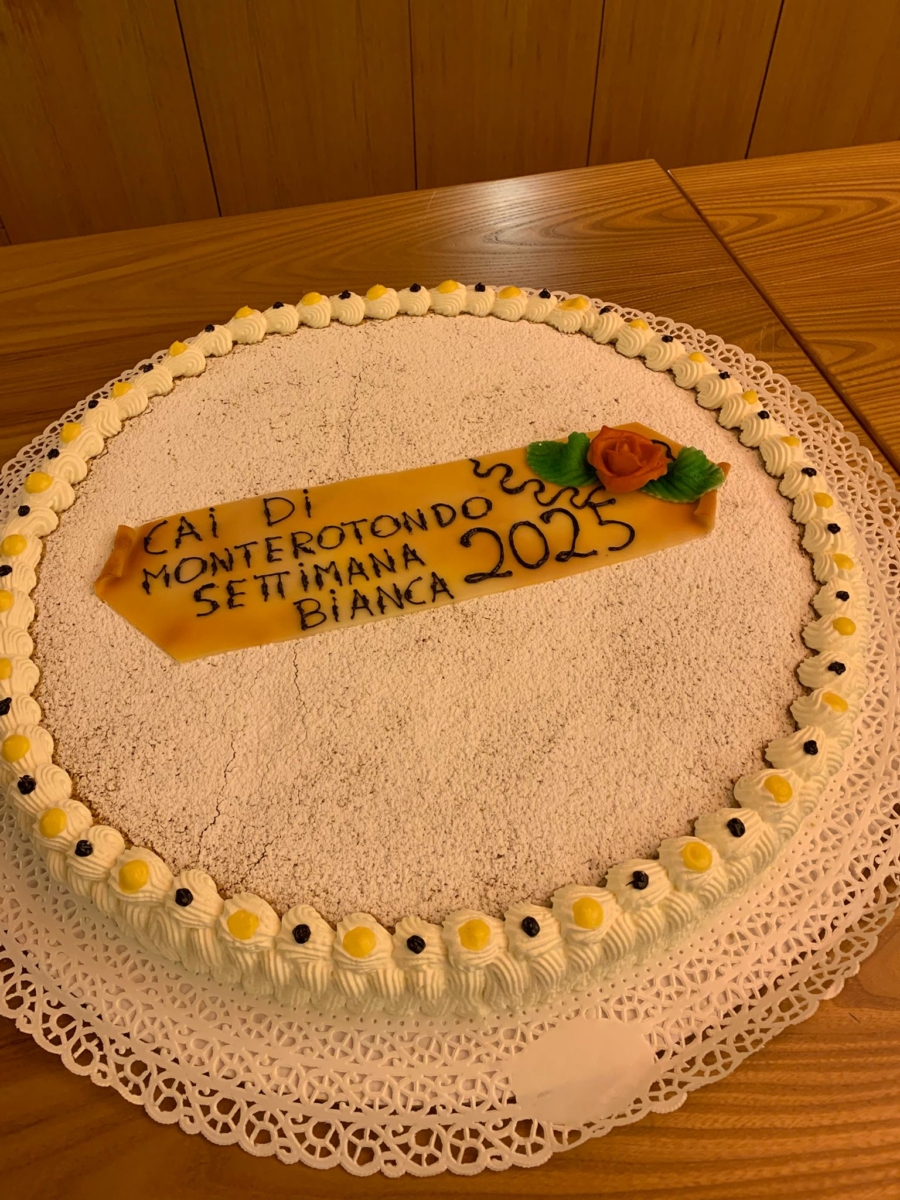 CAi Di
MONTEROTONDO
SETTiMANA
BiANCA 2025